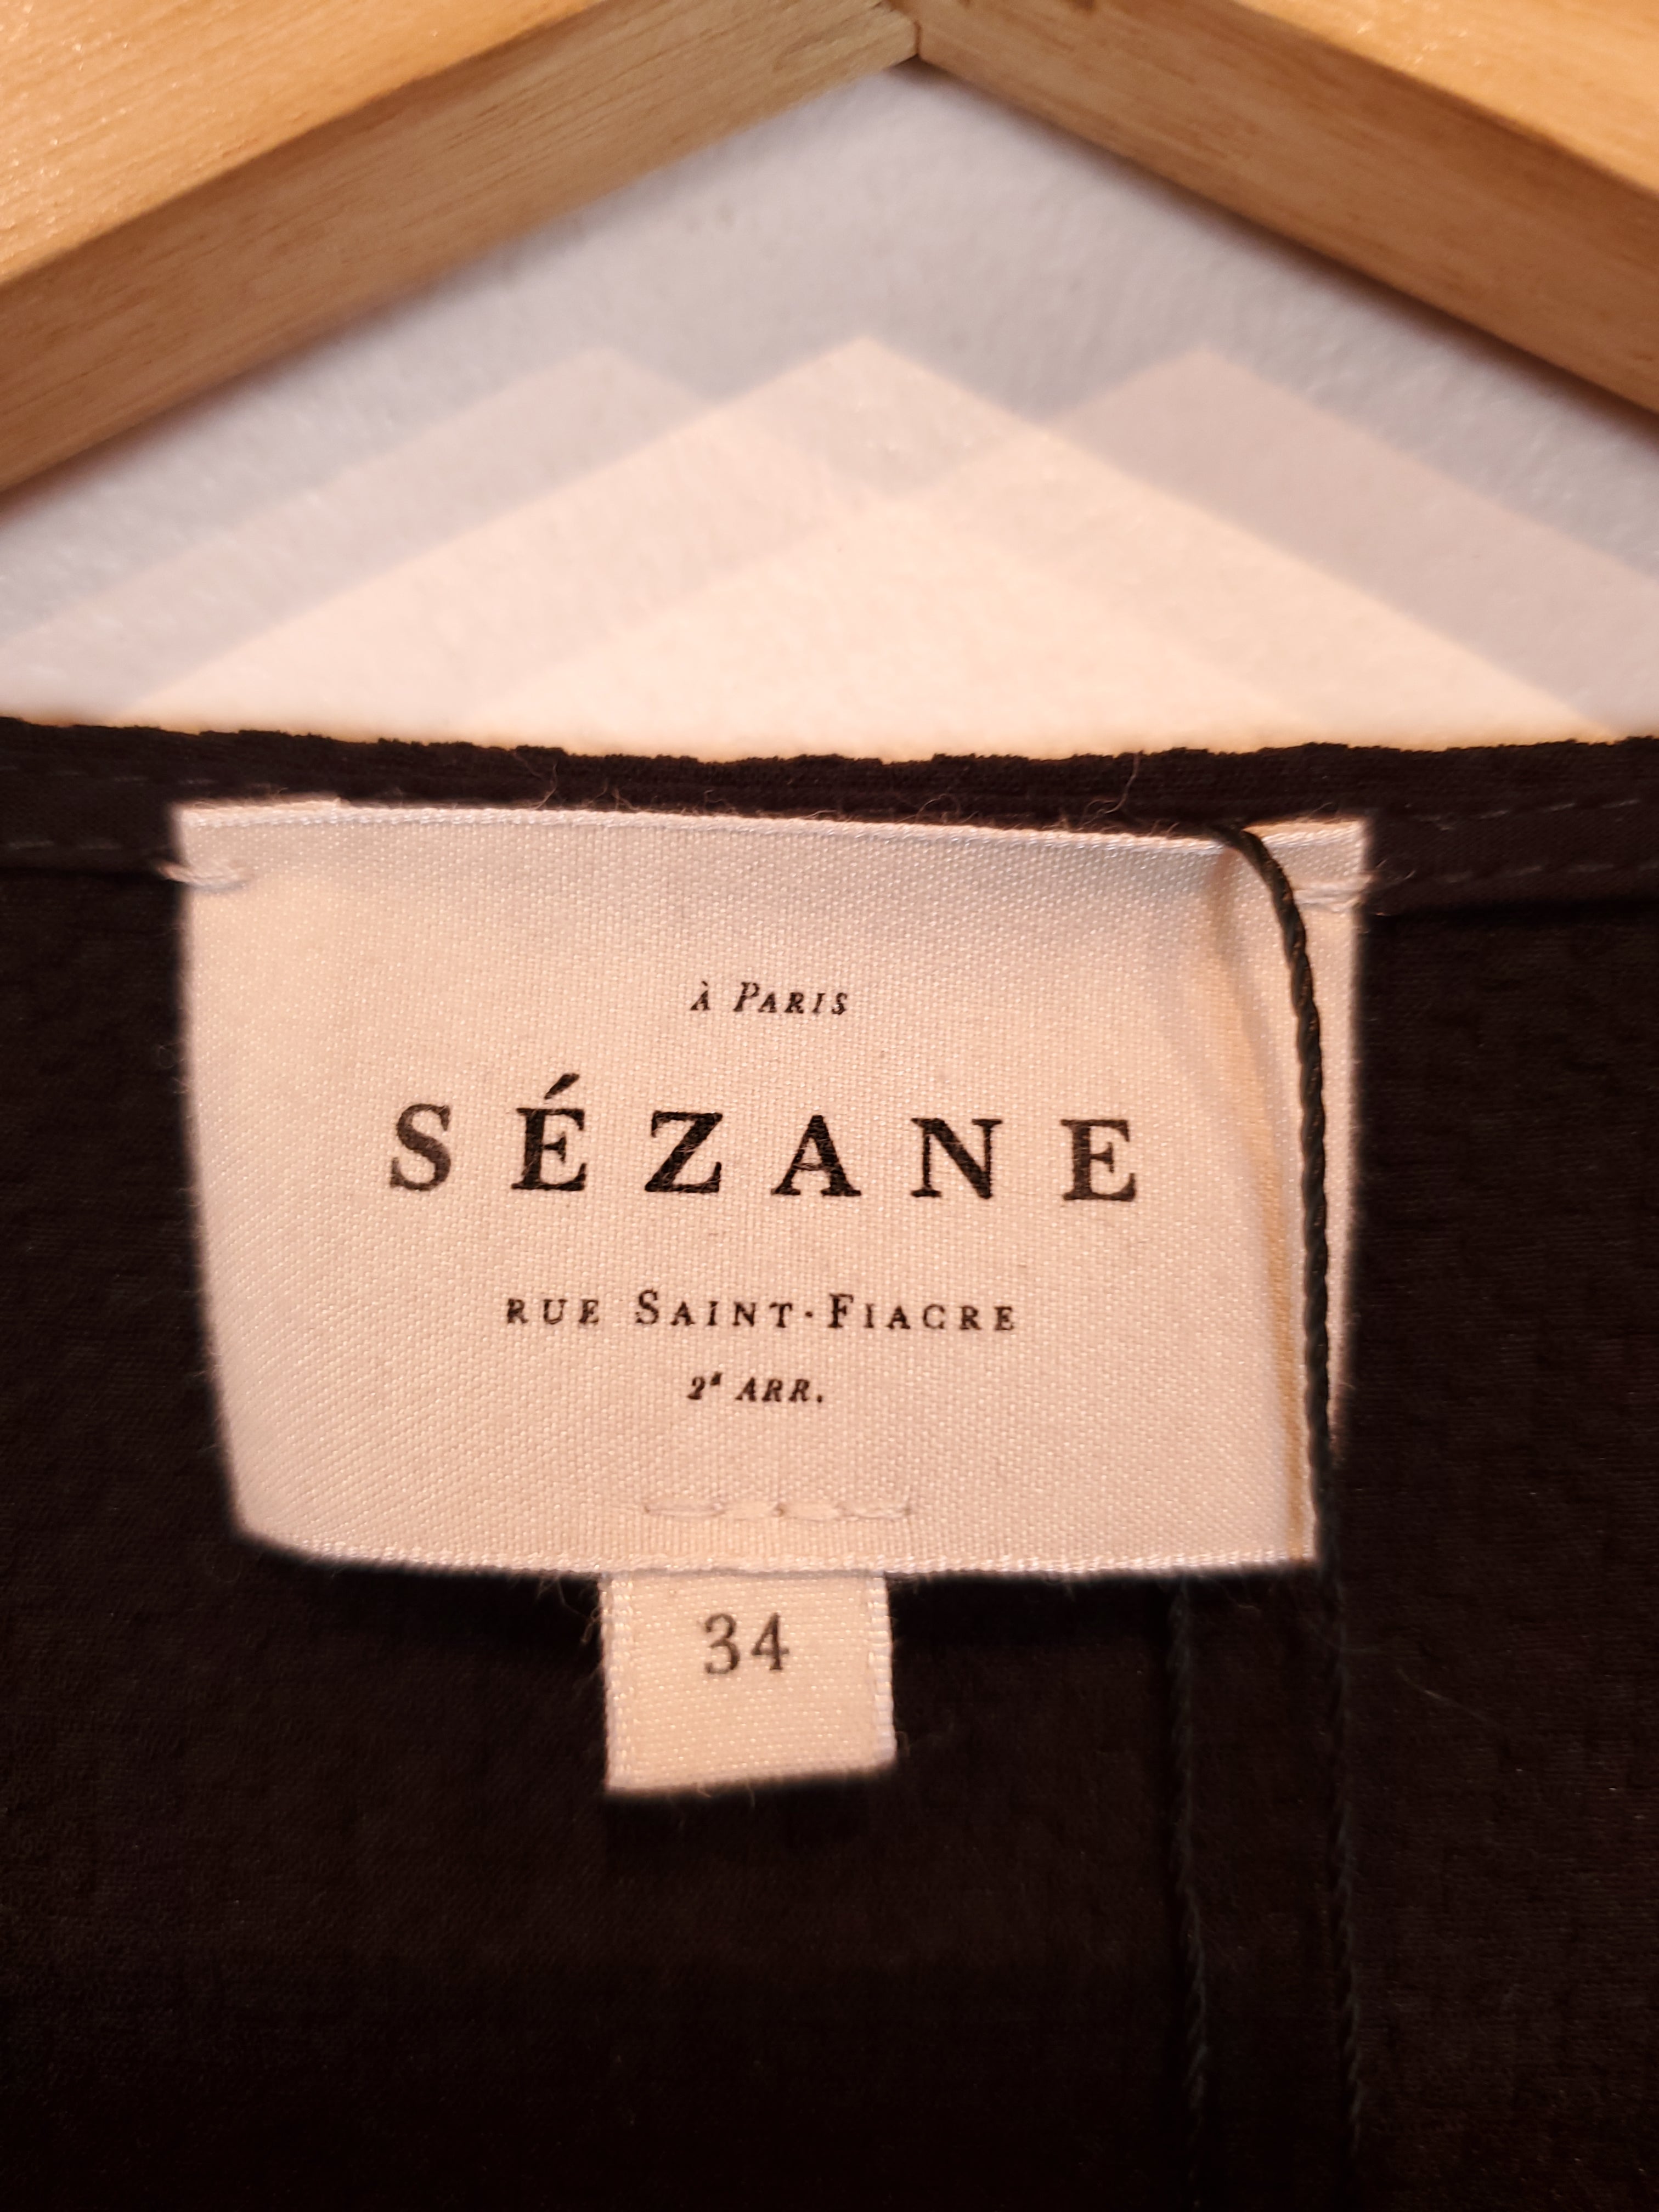 À PARIS
SÉZANE
RUE SAINT-FIACRE
2e ARR.
34